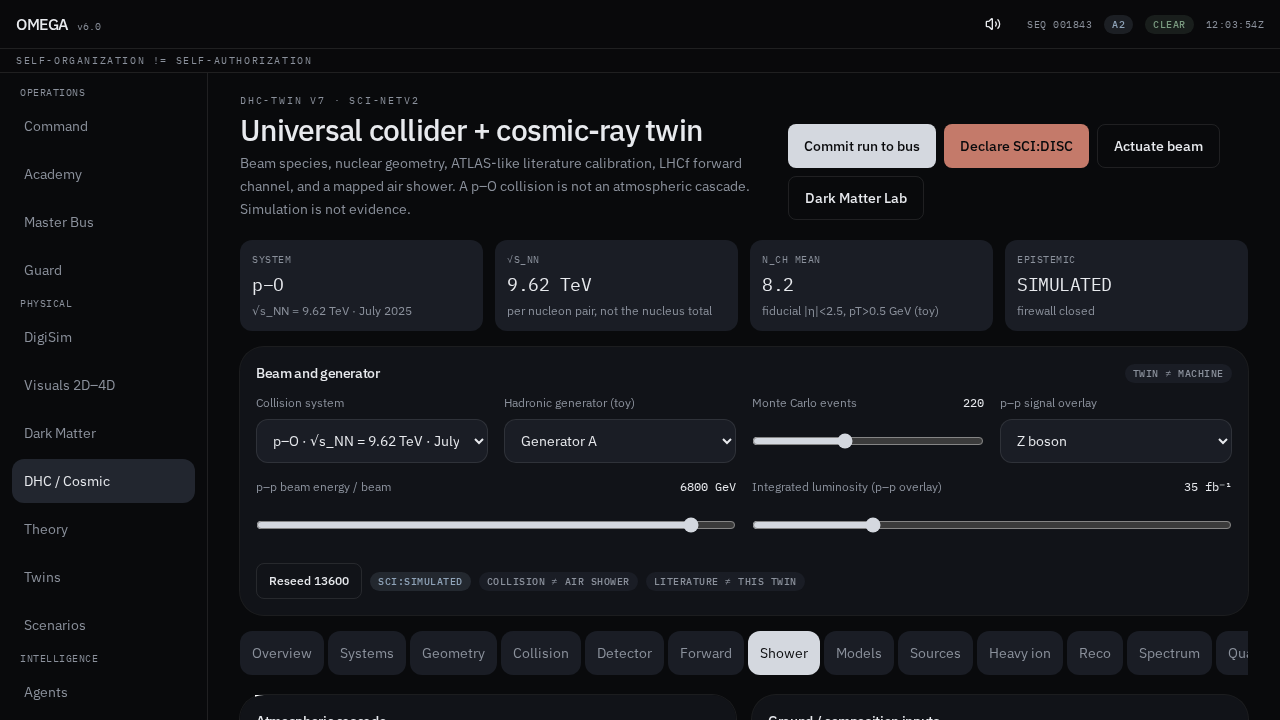 OMEGA v6.0
SEQ 001843 A2 CLEAR 12:03:54Z
SELF-ORGANIZATION != SELF-AUTHORIZATION
OPERATIONS
Command
Academy
Master Bus
Guard
PHYSICAL
DigiSim
Visuals 2D–4D
Dark Matter
DHC / Cosmic
Theory
Twins
Scenarios
INTELLIGENCE
Agents
DHC-TWIN V7 · SCI-NETV2
Universal collider + cosmic-ray twin
Beam species, nuclear geometry, ATLAS-like literature calibration, LHCf forward
channel, and a mapped air shower. A p–O collision is not an atmospheric cascade.
Simulation is not evidence.
Commit run to bus Declare SCI:DISC Actuate beam
Dark Matter Lab
SYSTEM
p–O
√s_NN = 9.62 TeV · July 2025
√S_NN
9.62 TeV
per nucleon pair, not the nucleus total
N_CH MEAN
8.2
fiducial |η|<2.5, pT>0.5 GeV (toy)
EPISTEMIC
SIMULATED
firewall closed
Beam and generator TWIN ≠ MACHINE
Collision system Hadronic generator (toy) Monte Carlo events 220 p–p signal overlay
p–O · √s_NN = 9.62 TeV · July Generator A Z boson
p–p beam energy / beam 6800 GeV Integrated luminosity (p–p overlay) 35 fb⁻¹
Reseed 13600 SCI:SIMULATED COLLISION ≠ AIR SHOWER LITERATURE ≠ THIS TWIN
Overview Systems Geometry Collision Detector Forward Shower Models Sources Heavy ion Reco Spectrum
Atmospheric cascade Ground / composition inputs